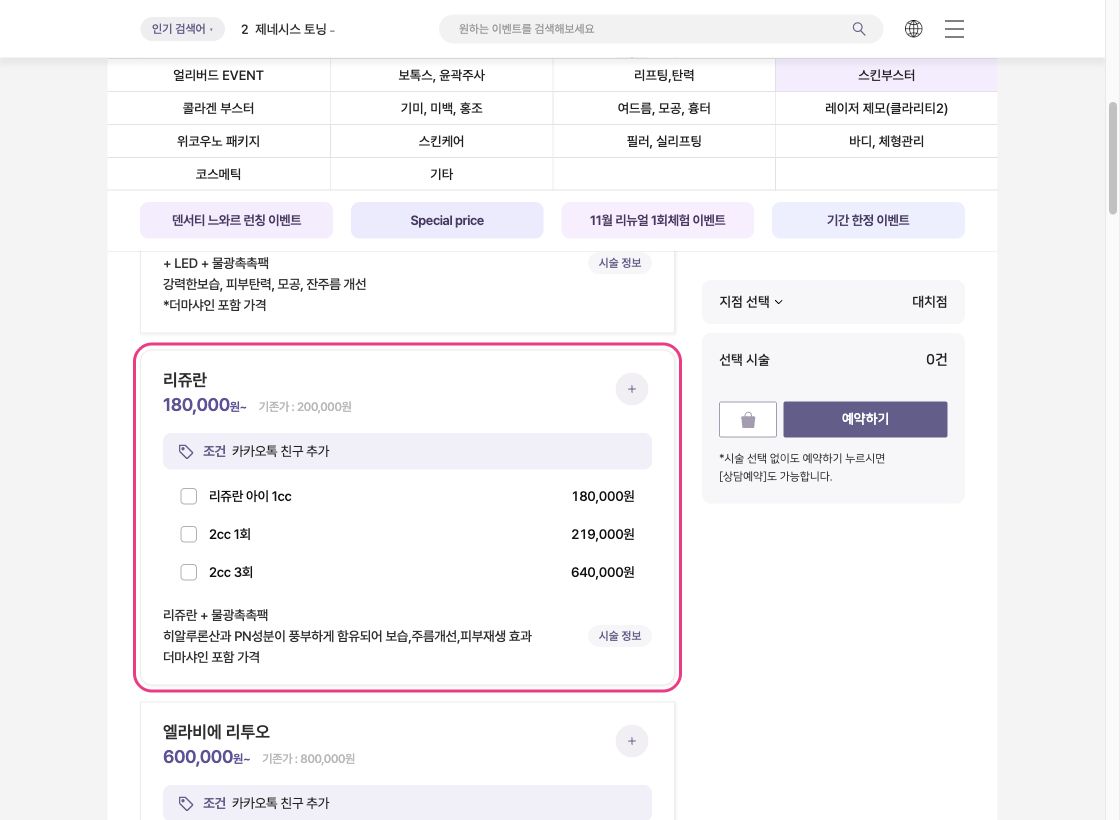 인기 검색어 ·
2 제네시스 토닝 -
원하는 이벤트를 검색해보세요
얼리버드 EVENT
보톡스, 윤곽주사
리프팅,탄력
스킨부스터
콜라겐 부스터
기미, 미백, 홍조
여드름, 모공, 흉터
레이저 제모(클라리티2)
위코우노 패키지
스킨케어
필러, 실리프팅
바디, 체형관리
코스메틱
기타
덴서티 느와르 런칭 이벤트
Special price
11월 리뉴얼 1회체험 이벤트
기간 한정 이벤트
+ LED + 물광촉촉팩
시술 정보
강력한보습, 피부탄력, 모공, 잔주름 개선
*더마샤인 포함 가격
지점 선택
대치점
선택 시술
0건
예약하기
*시술 선택 없이도 예약하기 누르시면
[상담예약]도 가능합니다.
리쥬란
180,000원~ 기존가 : 200,000원
+
조건 카카오톡 친구 추가
리쥬란 아이 1cc 180,000원
2cc 1회 219,000원
2cc 3회 640,000원
리쥬란 + 물광촉촉팩
히알루론산과 PN성분이 풍부하게 함유되어 보습,주름개선,피부재생 효과
시술 정보
더마샤인 포함 가격
엘라비에 리투오
600,000원~ 기존가 : 800,000원
+
조건 카카오톡 친구 추가